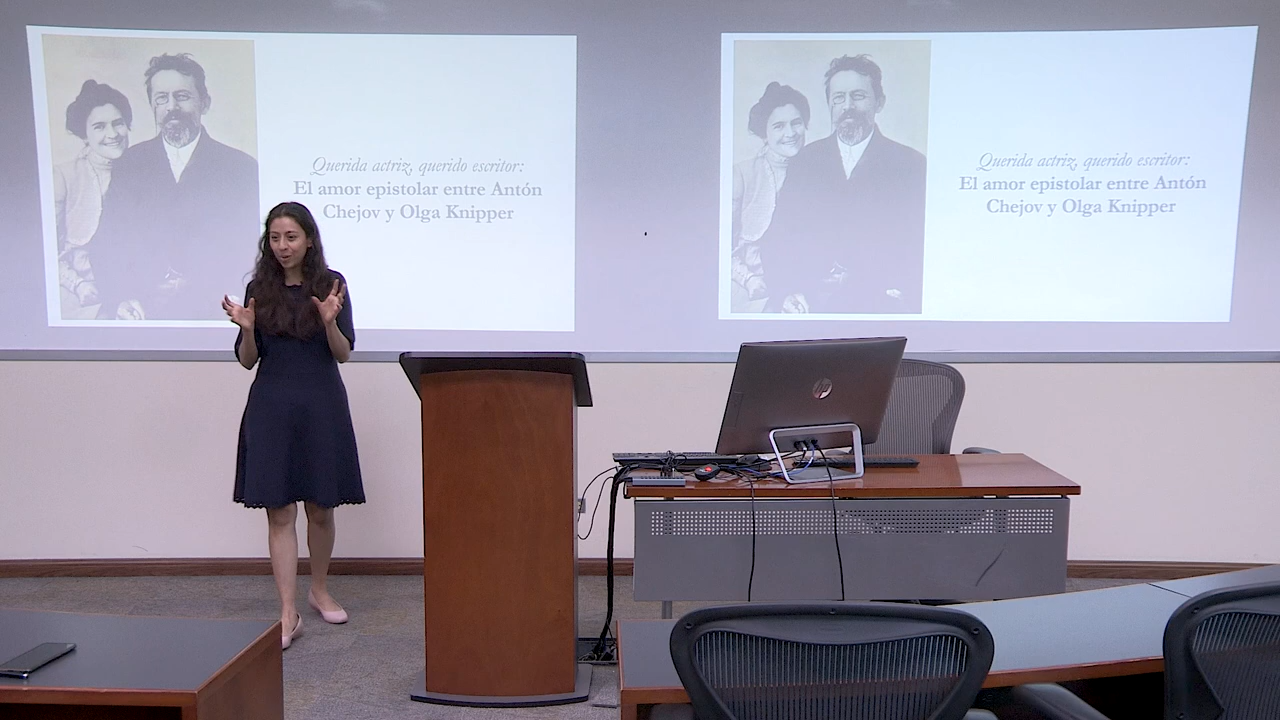 Querida actriz, querido escritor:
El amor epistolar entre Antón
Chejov y Olga Knipper
Querida actriz, querido escritor:
El amor epistolar entre Antón
Chejov y Olga Knipper
hp